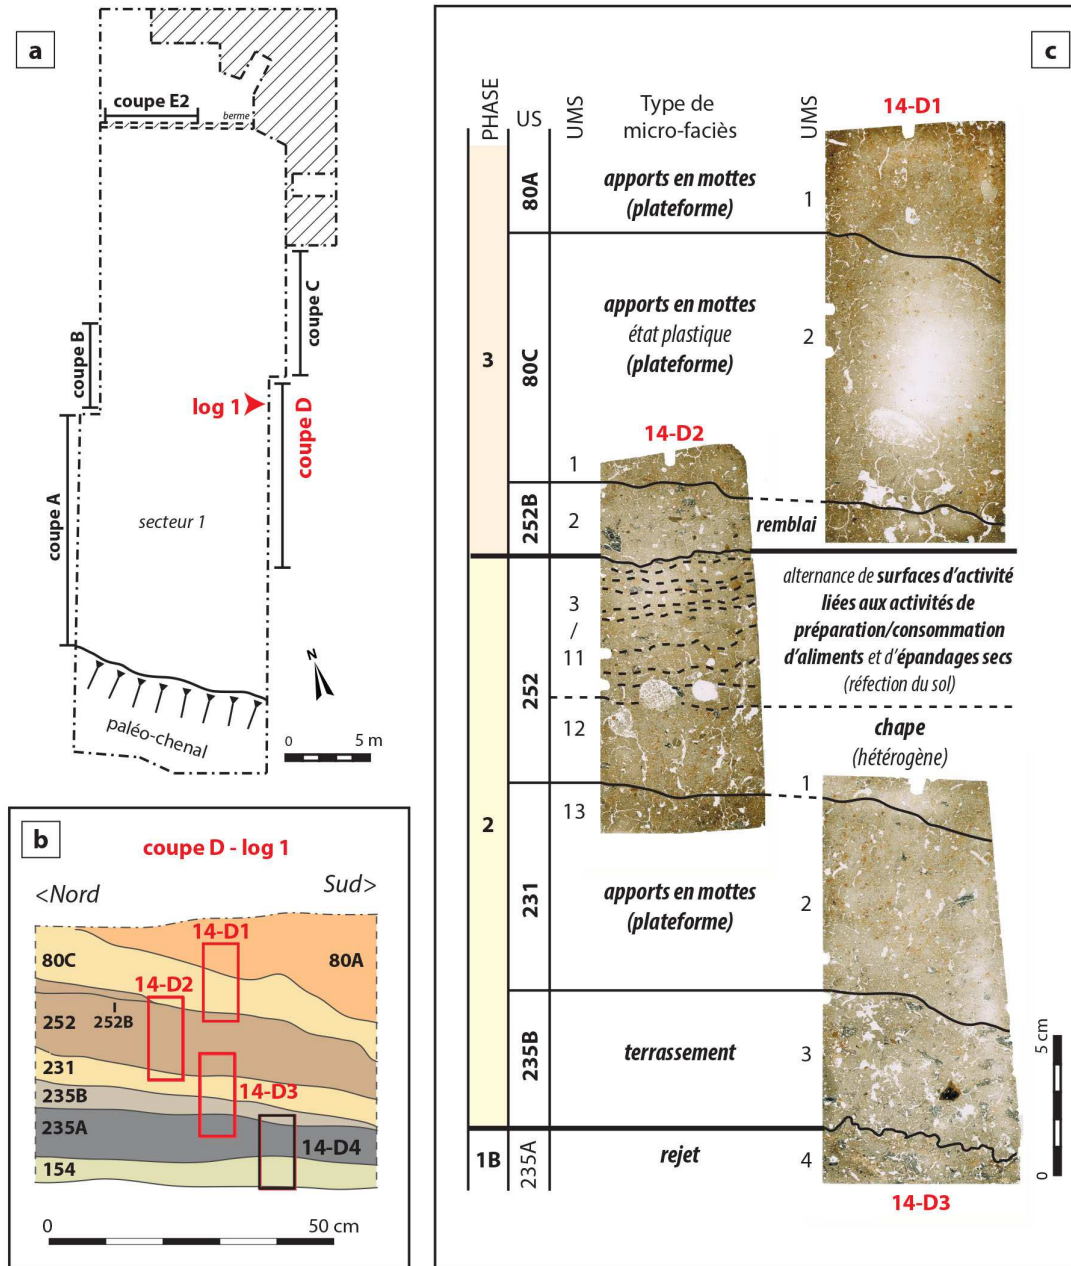 a
coupe E2
berme
coupe C
coupe B
log 1
coupe D
coupe A
secteur 1
N
paléo-chenal
0 5 m
b
coupe D - log 1
<Nord Sud>
14-D1
80C
80A
14-D2
252
252B
231
14-D3
235B
235A
14-D4
154
0 50 cm
c
PHASE
US
UMS
Type de
micro-faciès
UMS
14-D1
80A
apports en mottes
(plateforme)
1
3
80C
apports en mottes
état plastique
(plateforme)
2
14-D2
1
252B
2
remblai
252
3
/
11
alternance de surfaces d'activité
liées aux activités de
préparation/consommation
d'aliments et d'épandages secs
(réfection du sol)
12
chape
(hétérogène)
2
13
1
231
apports en mottes
(plateforme)
2
235B
terrassement
3
1B
235A
rejet
4
14-D3
0 5 cm